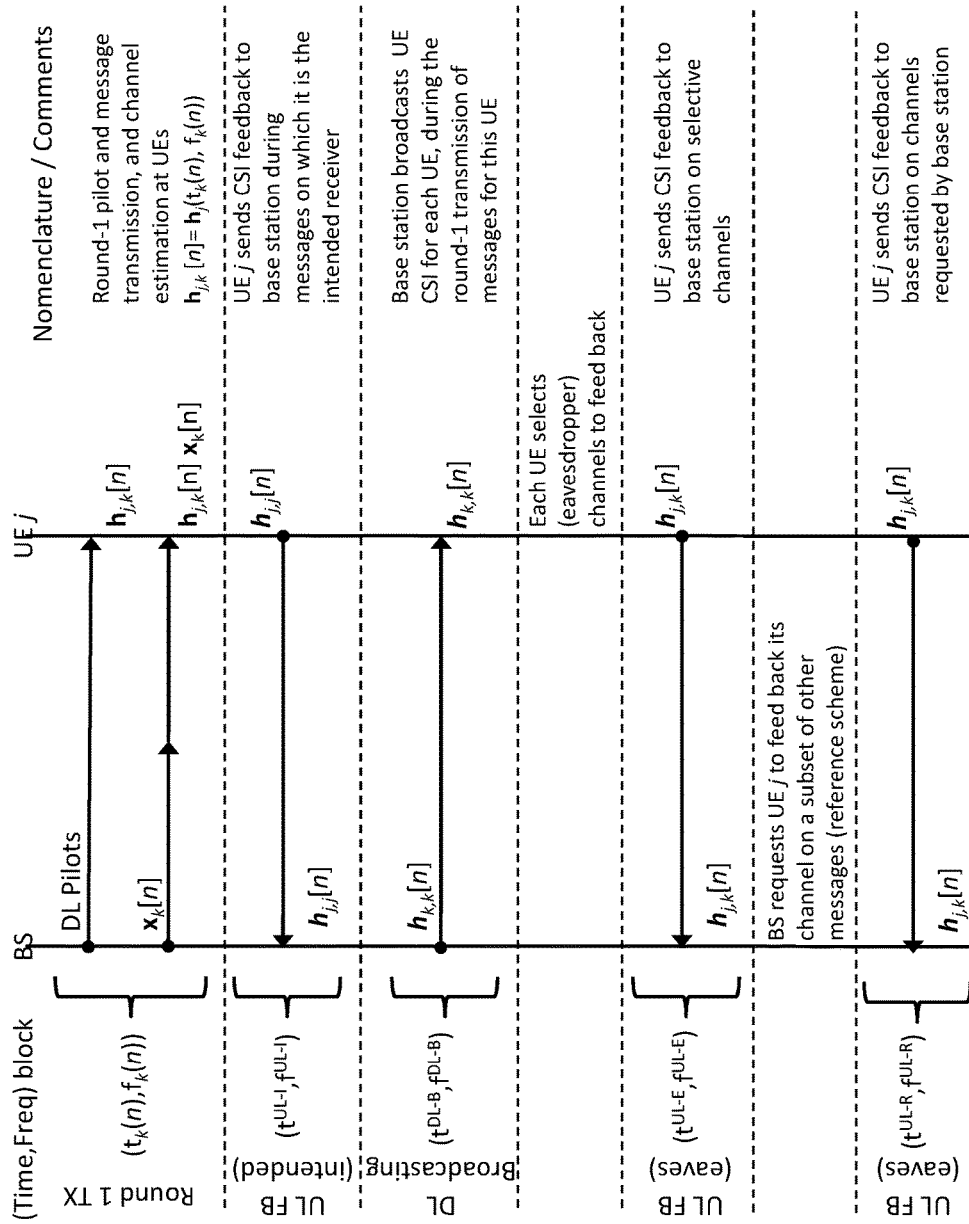 (Time,Freq) block
BS
UE j
Nomenclature / Comments
Round 1 TX
(t_k(n),f_k(n))
DL Pilots
x_k[n]
h_{j,k}[n]
h_{j,k}[n] x_k[n]
Round-1 pilot and message
transmission, and channel
estimation at UEs
h_{j,k}[n]= h_j(t_k(n), f_k(n))
UL FB
(intended)
(t^{UL-I},f^{UL-I})
h_{j,j}[n]
h_{j,j}[n]
UE j sends CSI feedback to
base station during
messages on which it is the
intended receiver
DL
Broadcasting
(t^{DL-B},f^{DL-B})
h_{k,k}[n]
h_{k,k}[n]
Base station broadcasts UE
CSI for each UE, during the
round-1 transmission of
messages for this UE
Each UE selects
(eavesdropper)
channels to feed back
UL FB
(eaves)
(t^{UL-E},f^{UL-E})
h_{j,k}[n]
h_{j,k}[n]
UE j sends CSI feedback to
base station on selective
channels
BS requests UE j to feed back its
channel on a subset of other
messages (reference scheme)
UL FB
(eaves)
(t^{UL-R},f^{UL-R})
h_{j,k}[n]
h_{j,k}[n]
UE j sends CSI feedback to
base station on channels
requested by base station